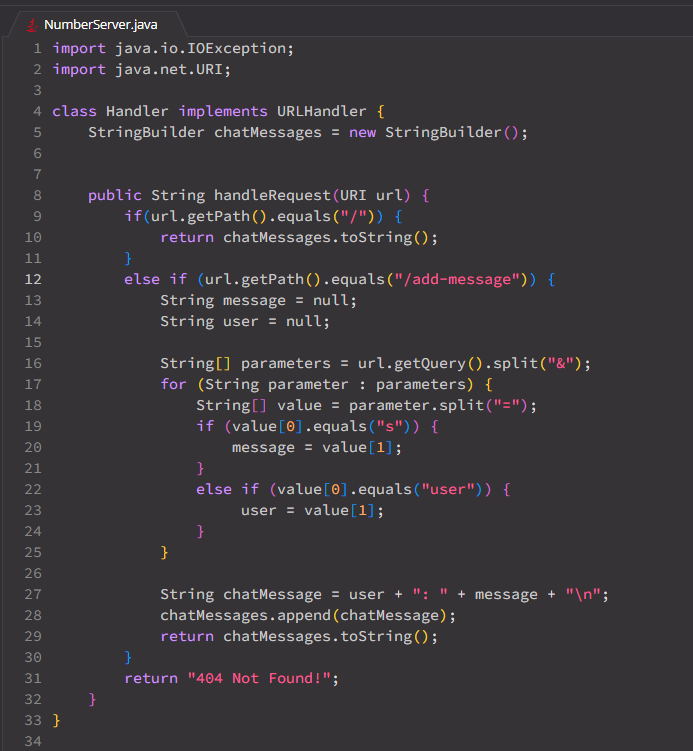 NumberServer.java
1 import java.io.IOException;
2 import java.net.URI;
3
4 class Handler implements URLHandler {
5     StringBuilder chatMessages = new StringBuilder();
6
7
8     public String handleRequest(URI url) {
9         if(url.getPath().equals("/")) {
10             return chatMessages.toString();
11         }
12         else if (url.getPath().equals("/add-message")) {
13             String message = null;
14             String user = null;
15
16             String[] parameters = url.getQuery().split("&");
17             for (String parameter : parameters) {
18                 String[] value = parameter.split("=");
19                 if (value[0].equals("s")) {
20                     message = value[1];
21                 }
22                 else if (value[0].equals("user")) {
23                      user = value[1];
24                 }
25             }
26
27             String chatMessage = user + ": " + message + "\n";
28             chatMessages.append(chatMessage);
29             return chatMessages.toString();
30         }
31         return "404 Not Found!";
32     }
33 }
34